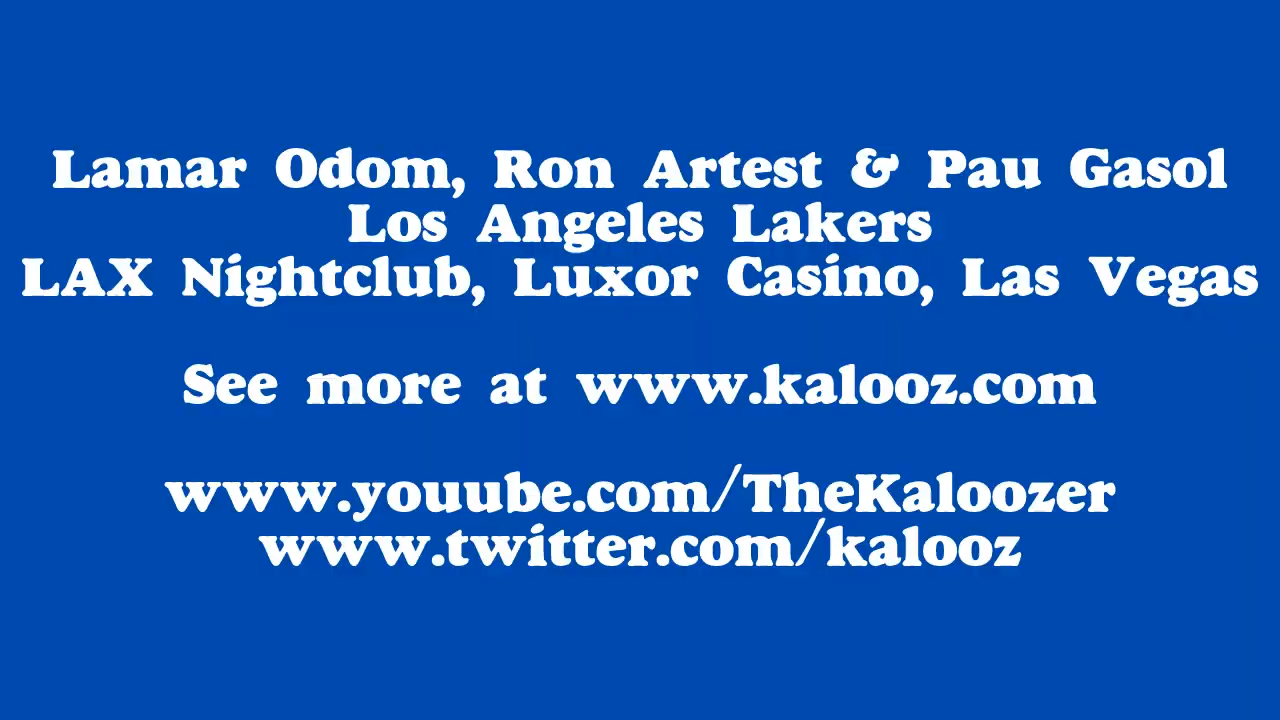 Lamar Odom, Ron Artest & Pau Gasol
Los Angeles Lakers
LAX Nightclub, Luxor Casino, Las Vegas
See more at www.kalooz.com
www.youube.com/TheKaloozer
www.twitter.com/kalooz